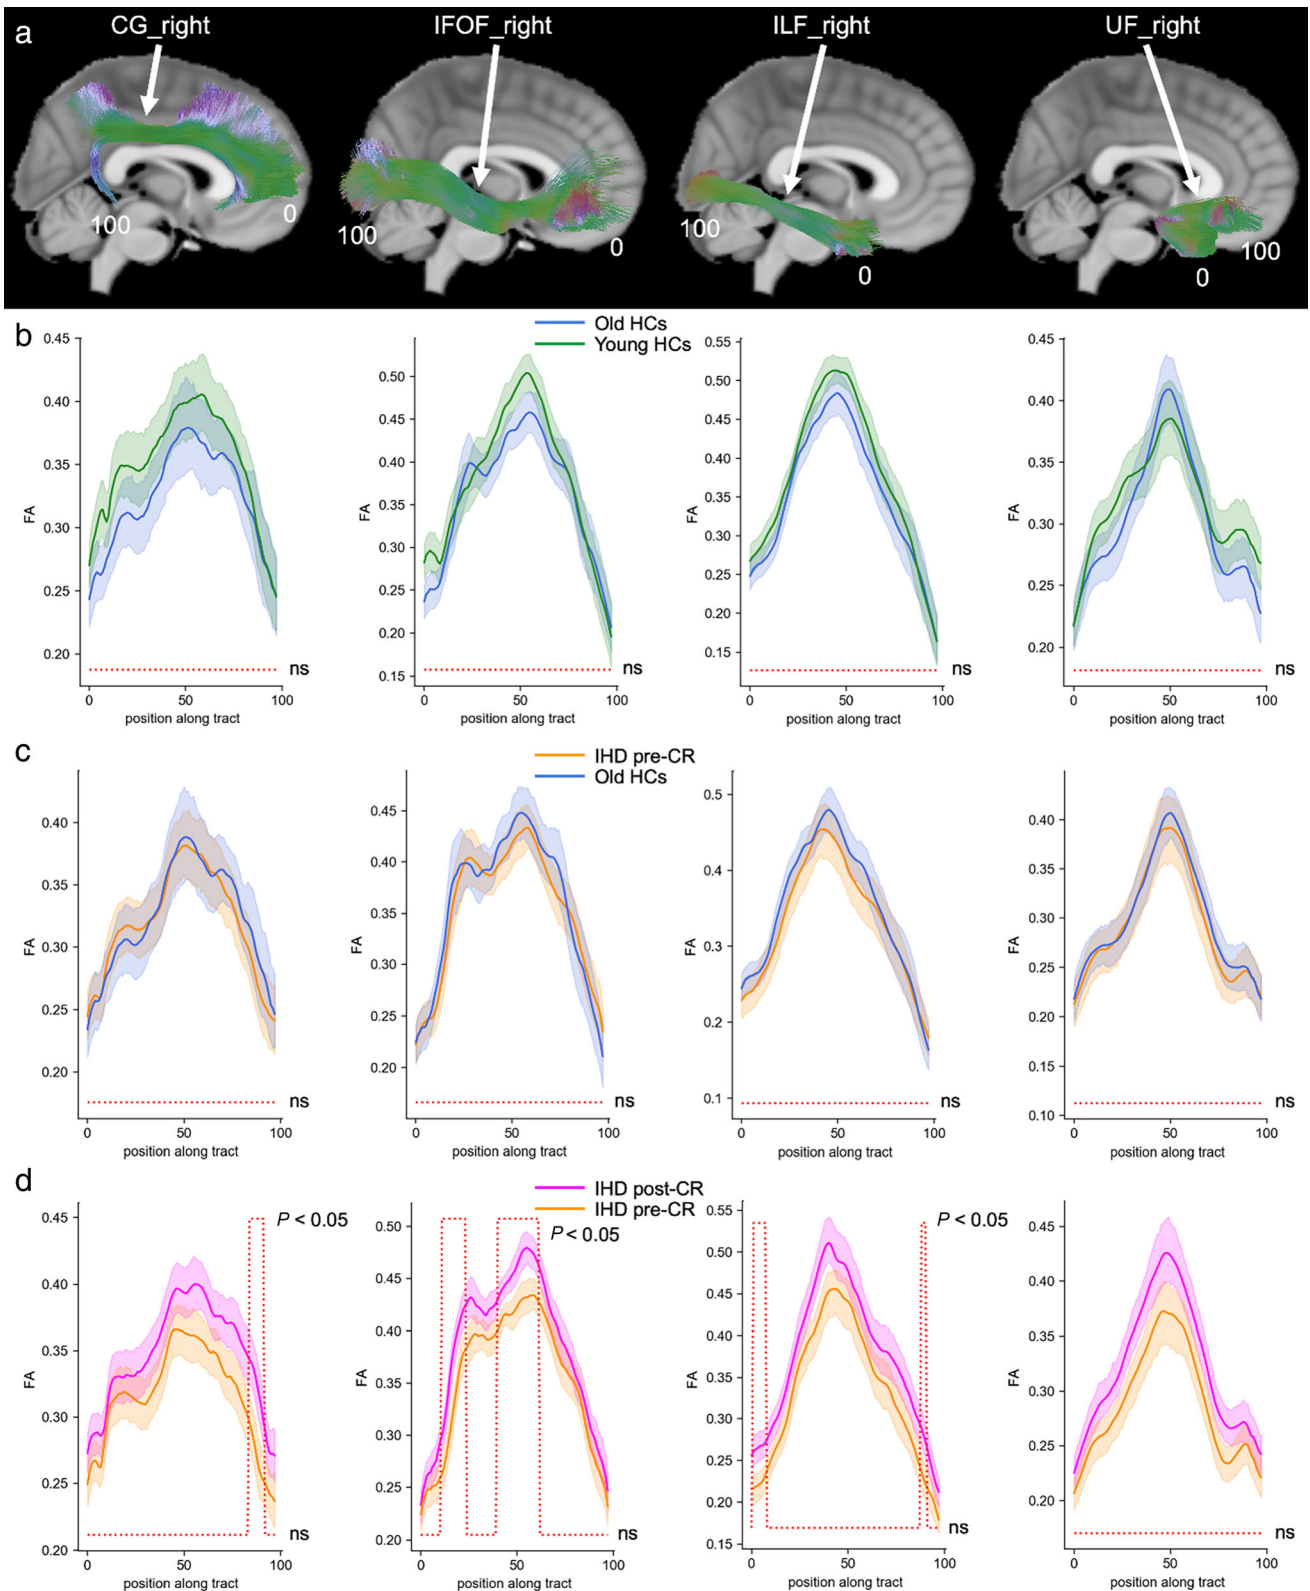 a
CG_right
IFOF_right
ILF_right
UF_right
100
0
100
0
100
0
0
100
b
Old HCs
Young HCs
0.45
0.40
0.35
0.30
0.25
0.20
FA
0
50
100
position along tract
ns
0.50
0.45
0.40
0.35
0.30
0.25
0.20
0.15
FA
0
50
100
position along tract
ns
0.55
0.50
0.45
0.40
0.35
0.30
0.25
0.20
0.15
FA
0
50
100
position along tract
ns
0.45
0.40
0.35
0.30
0.25
0.20
FA
0
50
100
position along tract
ns
c
IHD pre-CR
Old HCs
0.40
0.35
0.30
0.25
0.20
FA
0
50
100
position along tract
ns
0.45
0.40
0.35
0.30
0.25
0.20
FA
0
50
100
position along tract
ns
0.5
0.4
0.3
0.2
0.1
FA
0
50
100
position along tract
ns
0.40
0.35
0.30
0.25
0.20
0.15
0.10
FA
0
50
100
position along tract
ns
d
IHD post-CR
IHD pre-CR
0.45
0.40
0.35
0.30
0.25
0.20
FA
P < 0.05
0
50
100
position along tract
ns
0.50
0.45
0.40
0.35
0.30
0.25
0.20
FA
P < 0.05
0
50
100
position along tract
ns
0.55
0.50
0.45
0.40
0.35
0.30
0.25
0.20
0.15
FA
P < 0.05
0
50
100
position along tract
ns
0.45
0.40
0.35
0.30
0.25
0.20
FA
0
50
100
position along tract
ns